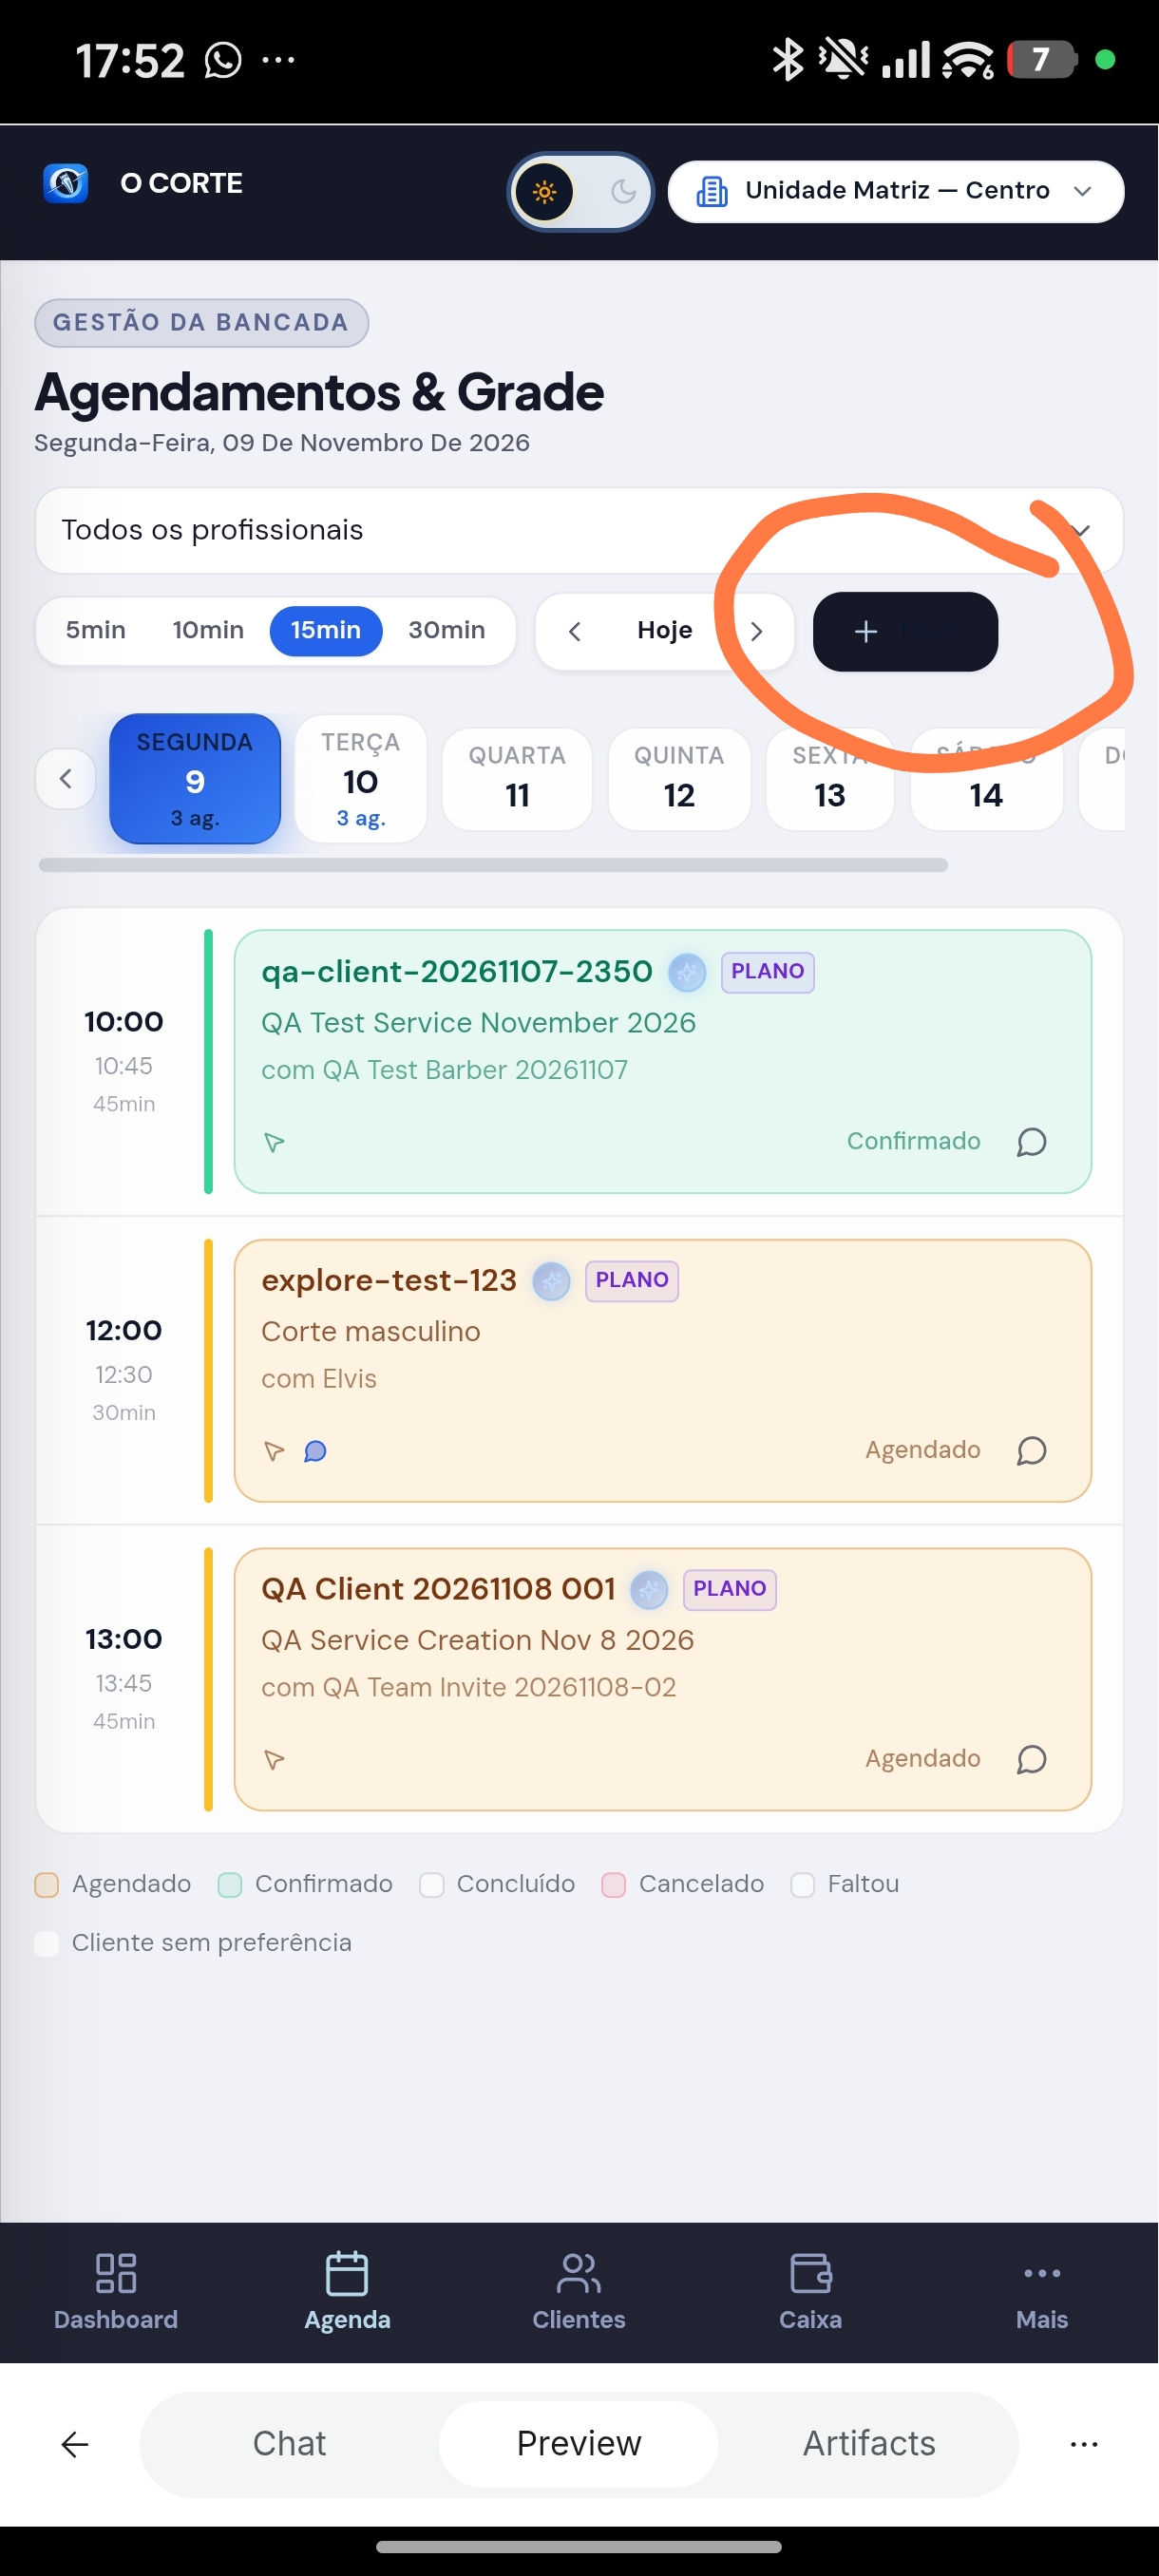 17:52
7
O CORTE
Unidade Matriz — Centro
GESTÃO DA BANCADA
Agendamentos & Grade
Segunda-Feira, 09 De Novembro De 2026
Todos os profissionais
5min 10min 15min 30min Hoje Novo
SEGUNDA TERÇA QUARTA QUINTA SEXTA SÁBADO
9 10 11 12 13 14
3 ag. 3 ag.
qa-client-20261107-2350 PLANO
10:00 QA Test Service November 2026
10:45 com QA Test Barber 20261107
45min
Confirmado
explore-test-123 PLANO
12:00 Corte masculino
12:30 com Elvis
30min
Agendado
QA Client 20261108 001 PLANO
13:00 QA Service Creation Nov 8 2026
13:45 com QA Team Invite 20261108-02
45min
Agendado
Agendado Confirmado Concluído Cancelado Faltou
Cliente sem preferência
Dashboard Agenda Clientes Caixa Mais
Chat Preview Artifacts